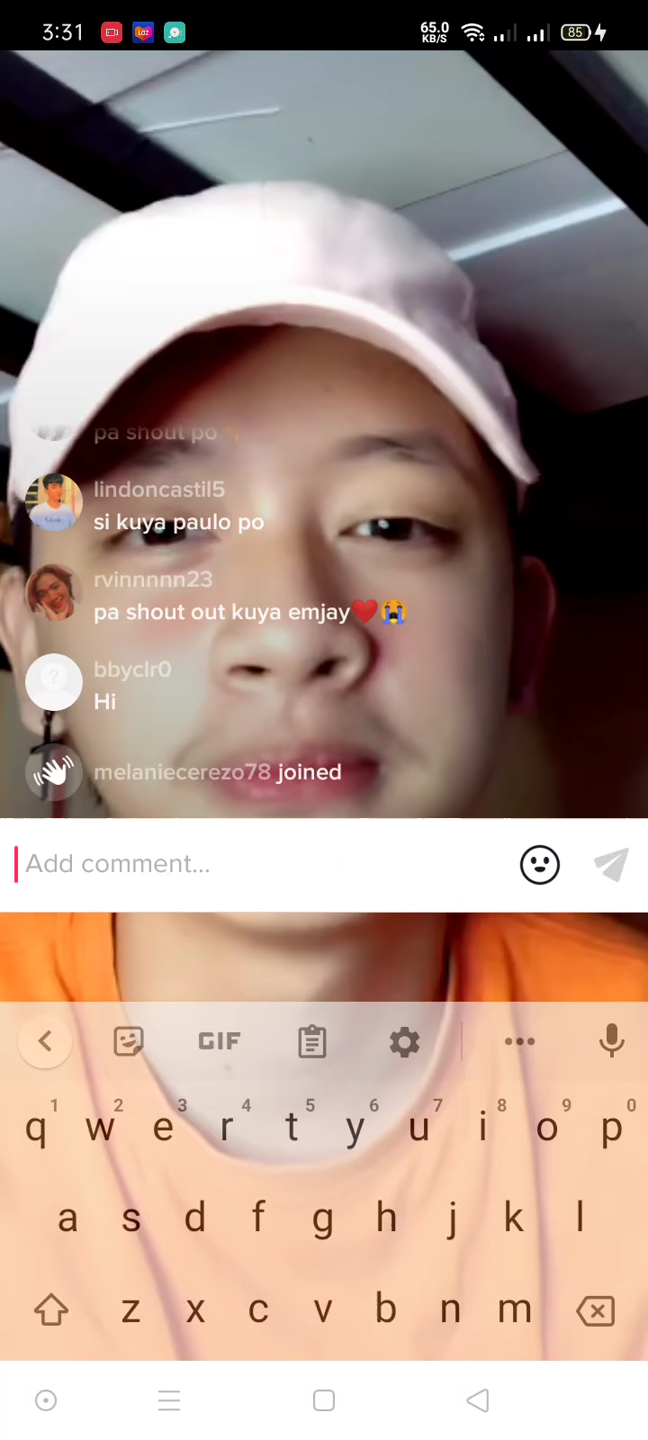 3:31
Laz
65.0
KB/S
85
pa shout po
lindoncastil5
si kuya paulo po
rvinnnnn23
pa shout out kuya emjay❤️😭
bbyclr0
?
Hi
melaniecerezo78 joined
Add comment...
GIF
1 2 3 4 5 6 7 8 9 0
q w e r t y u i o p
a s d f g h j k l
z x c v b n m